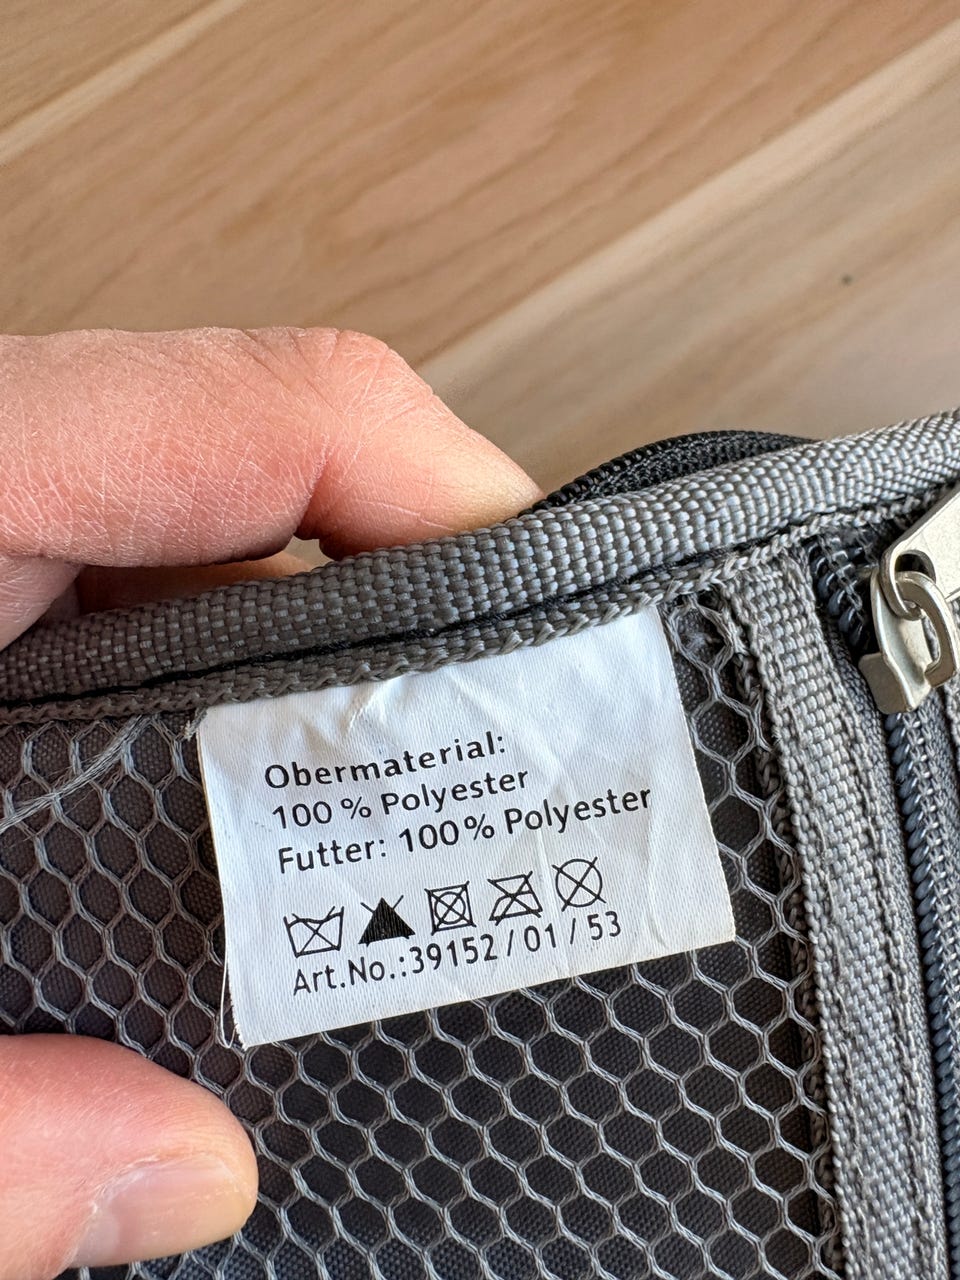 Obermaterial:
100 % Polyester
Futter: 100% Polyester
Art.No.:39152/01/53